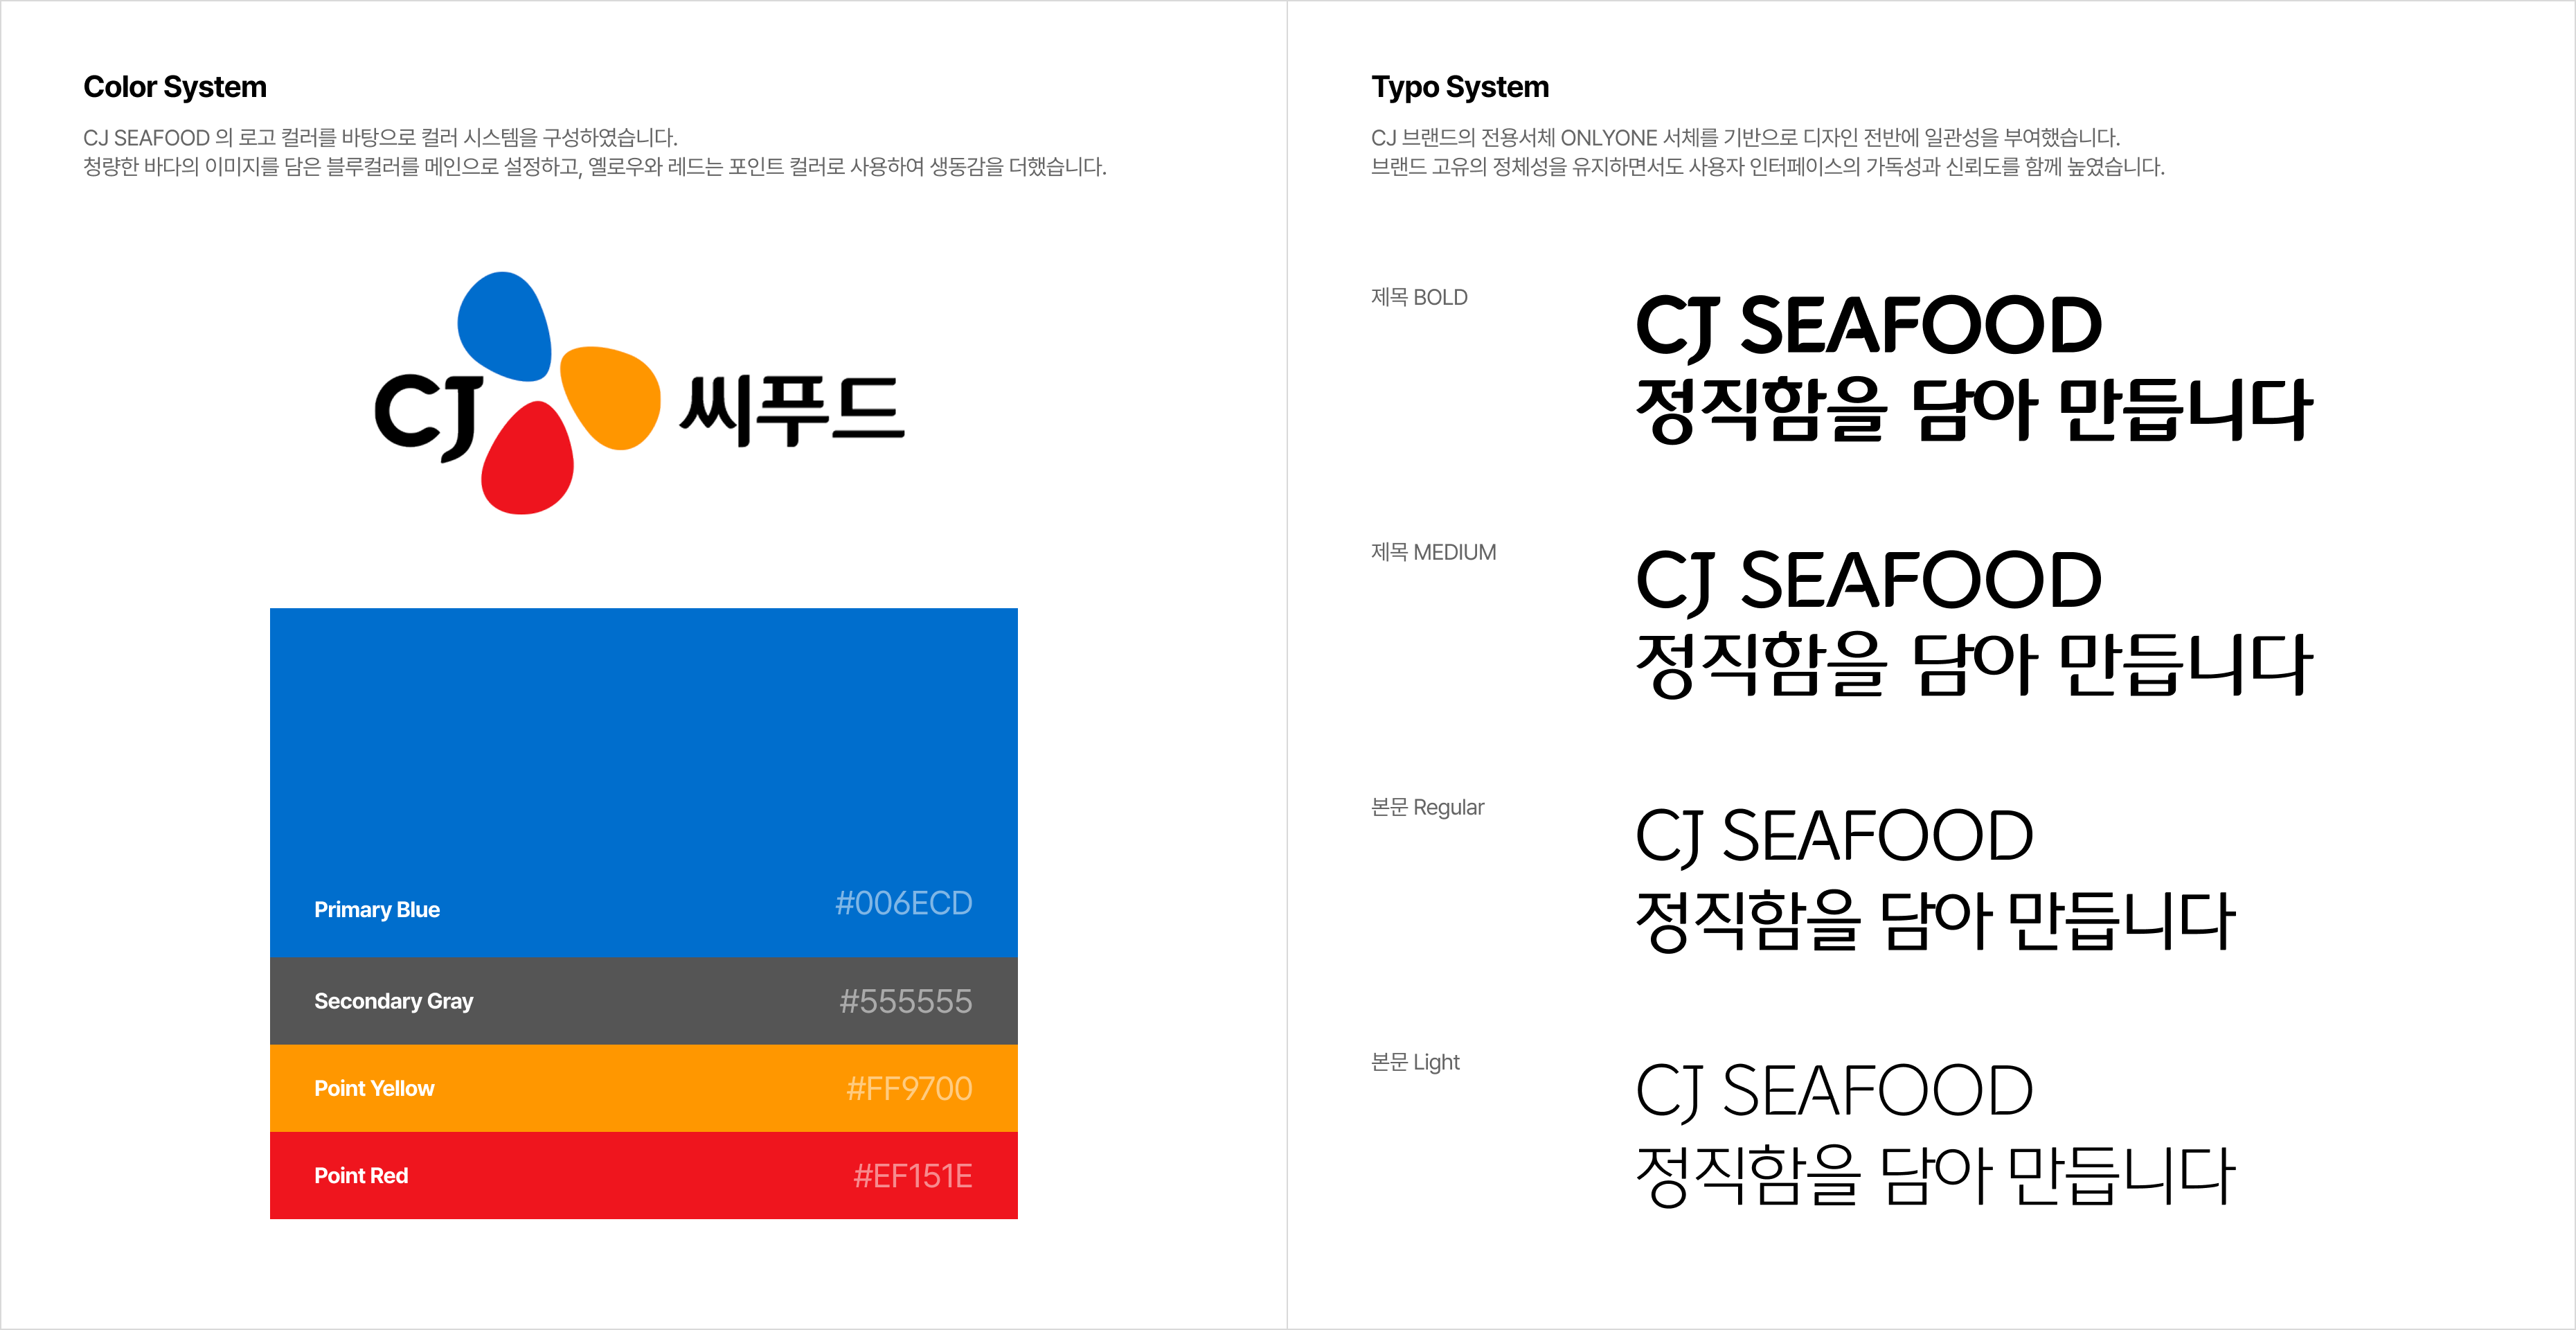 Color System
CJ SEAFOOD 의 로고 컬러를 바탕으로 컬러 시스템을 구성하였습니다.
청량한 바다의 이미지를 담은 블루컬러를 메인으로 설정하고, 옐로우와 레드는 포인트 컬러로 사용하여 생동감을 더했습니다.
CJ 씨푸드
Primary Blue #006ECD
Secondary Gray #555555
Point Yellow #FF9700
Point Red #EF151E
Typo System
CJ 브랜드의 전용서체 ONLYONE 서체를 기반으로 디자인 전반에 일관성을 부여했습니다.
브랜드 고유의 정체성을 유지하면서도 사용자 인터페이스의 가독성과 신뢰도를 함께 높였습니다.
제목 BOLD
CJ SEAFOOD
정직함을 담아 만듭니다
제목 MEDIUM
CJ SEAFOOD
정직함을 담아 만듭니다
본문 Regular
CJ SEAFOOD
정직함을 담아 만듭니다
본문 Light
CJ SEAFOOD
정직함을 담아 만듭니다